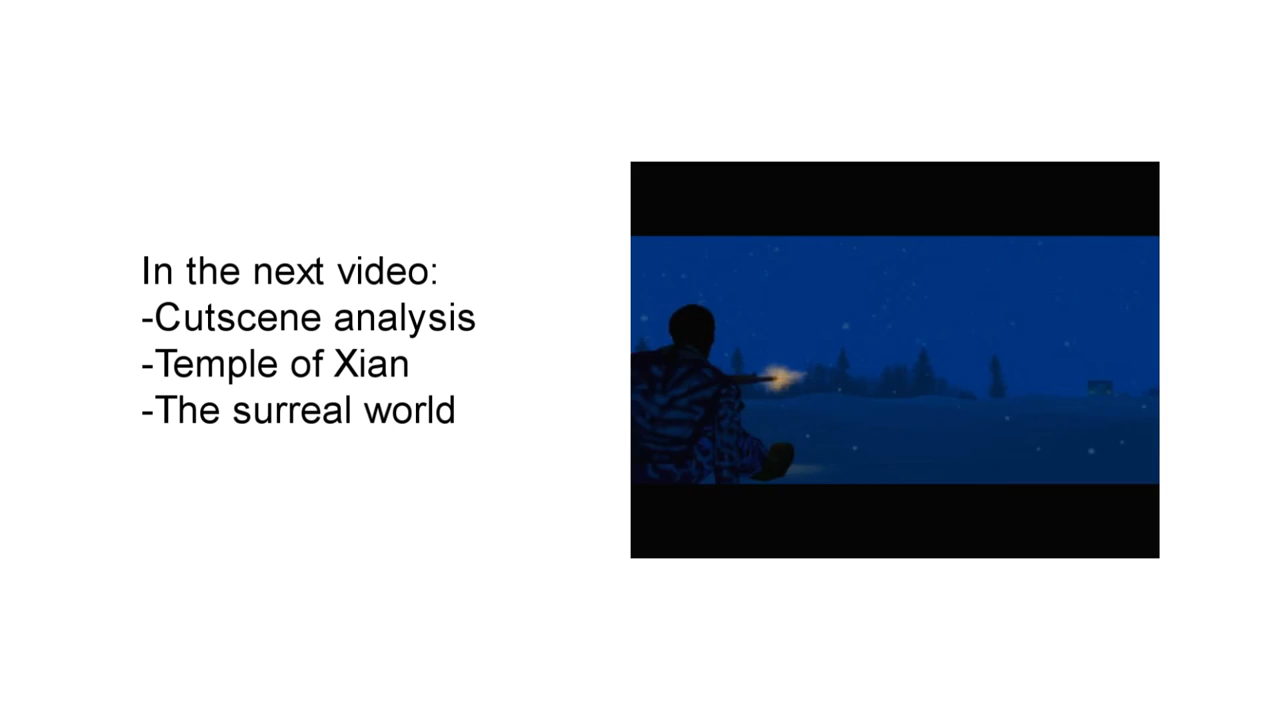 In the next video:
-Cutscene analysis
-Temple of Xian
-The surreal world